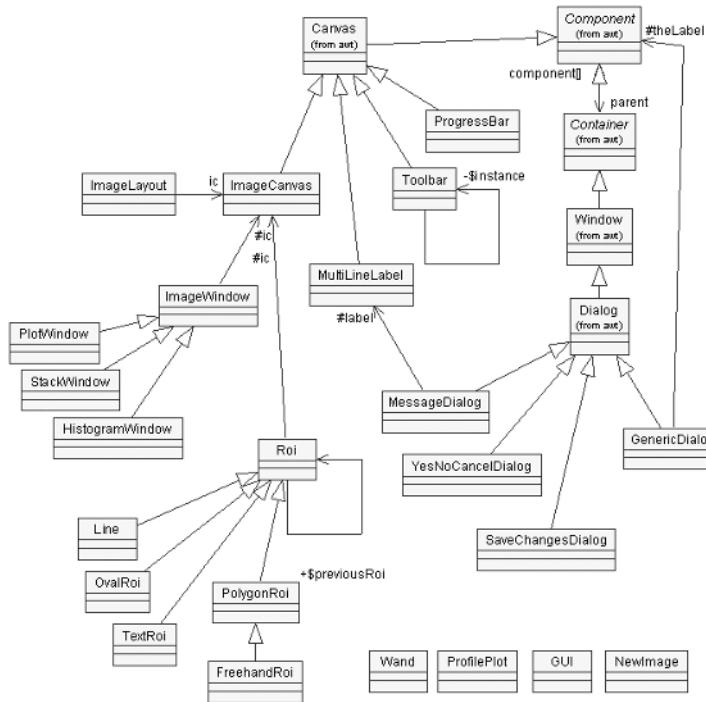 Canvas
(from awt)
Component
(from awt)
#theLabel
component[]
parent
ProgressBar
Container
(from awt)
ImageLayout
ic
ImageCanvas
Toolbar
-$instance
Window
(from awt)
#ic
#ic
MultiLineLabel
ImageWindow
#label
Dialog
(from awt)
PlotWindow
StackWindow
MessageDialog
HistogramWindow
GenericDialo
Roi
YesNoCancelDialog
Line
SaveChangesDialog
OvalRoi
+$previousRoi
PolygonRoi
TextRoi
Wand
ProfilePlot
GUI
NewImage
FreehandRoi